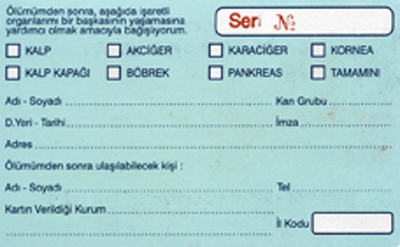 Ölümümden sonra, aşağıda işaretli
organlarımı bir başkasının yaşamasına
yardımcı olmak amacıyla bağışlıyorum.
Seri №
KALP AKCİĞER KARACİĞER KORNEA
KALP KAPAĞI BÖBREK PANKREAS TAMAMINI
Adı - Soyadı Kan Grubu
D.Yeri - Tarihi İmza
Adres
Ölümümden sonra ulaşılabilecek kişi :
Adı - Soyadı Tel
Kartın Verildiği Kurum
İl Kodu